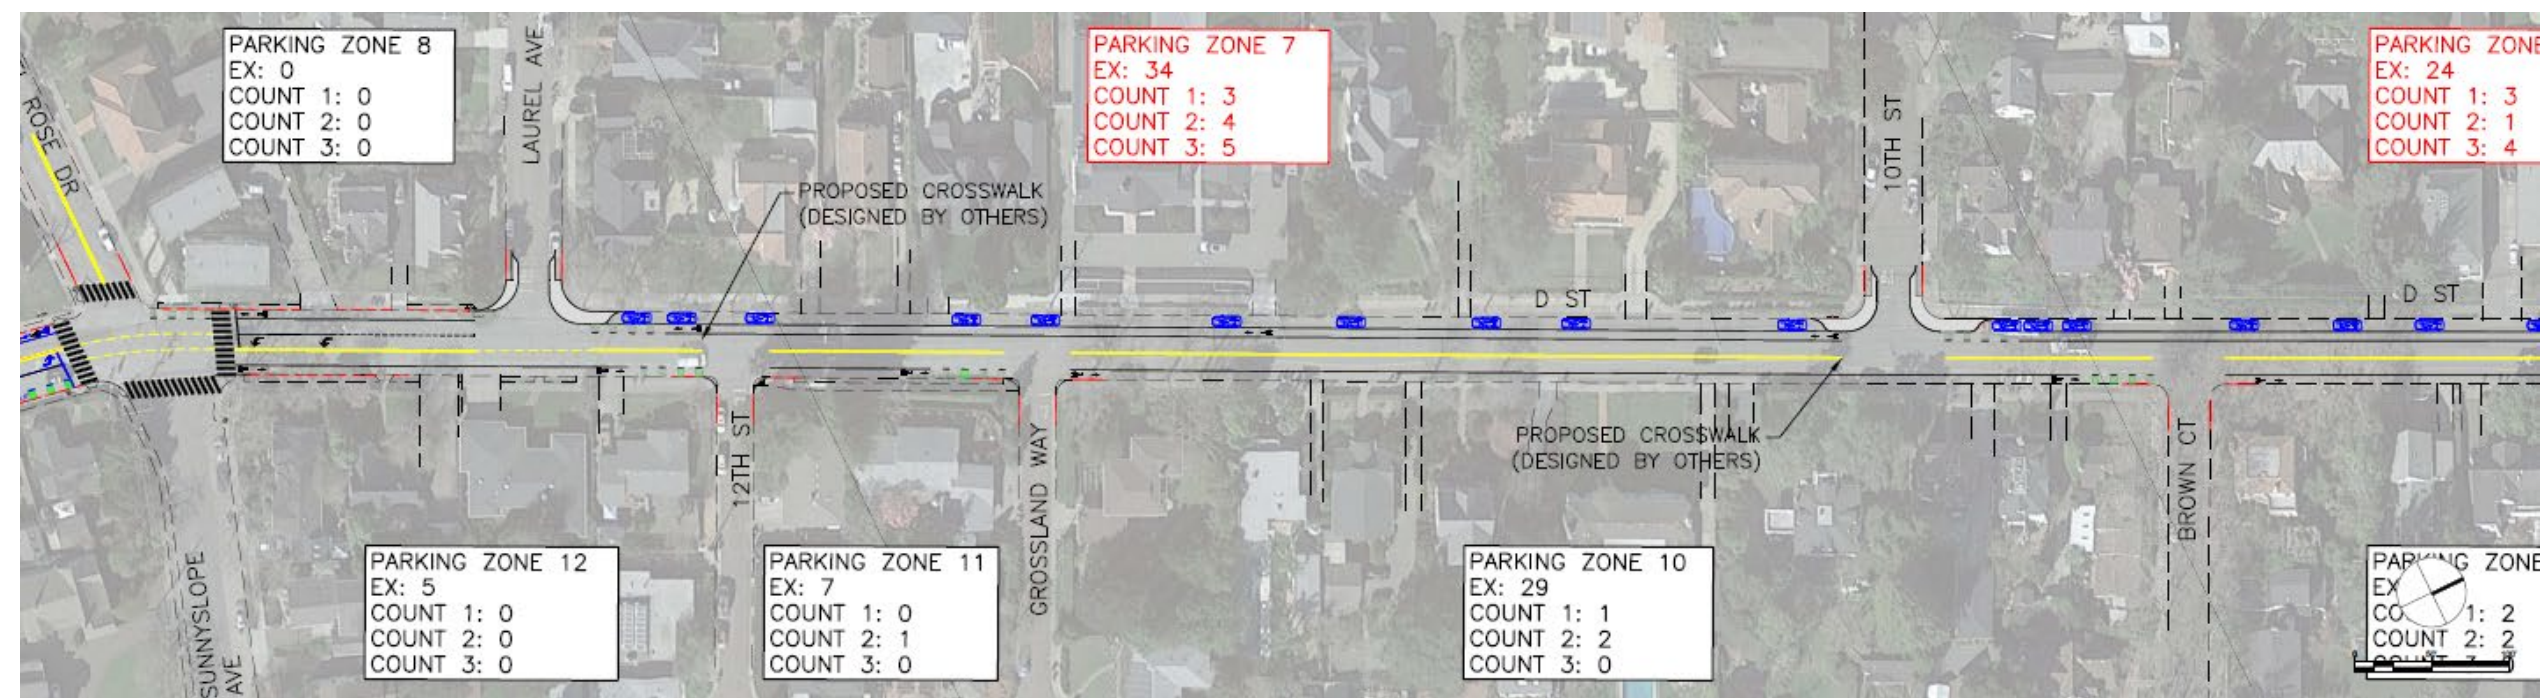 PARKING ZONE 8
EX: 0
COUNT 1: 0
COUNT 2: 0
COUNT 3: 0
LAUREL AVE
PARKING ZONE 7
EX: 34
COUNT 1: 3
COUNT 2: 4
COUNT 3: 5
10TH ST
PARKING ZONE
EX: 24
COUNT 1: 3
COUNT 2: 1
COUNT 3: 4
ROSE DR
PROPOSED CROSSWALK
(DESIGNED BY OTHERS)
D ST
D ST
PROPOSED CROSSWALK
(DESIGNED BY OTHERS)
12TH ST
GROSSLAND WAY
BROWN CT
SUNNYSLOPE
AVE
PARKING ZONE 12
EX: 5
COUNT 1: 0
COUNT 2: 0
COUNT 3: 0
PARKING ZONE 11
EX: 7
COUNT 1: 0
COUNT 2: 1
COUNT 3: 0
PARKING ZONE 10
EX: 29
COUNT 1: 1
COUNT 2: 2
COUNT 3: 0
PARKING ZONE
EX
CO 1: 2
COUNT 2: 2